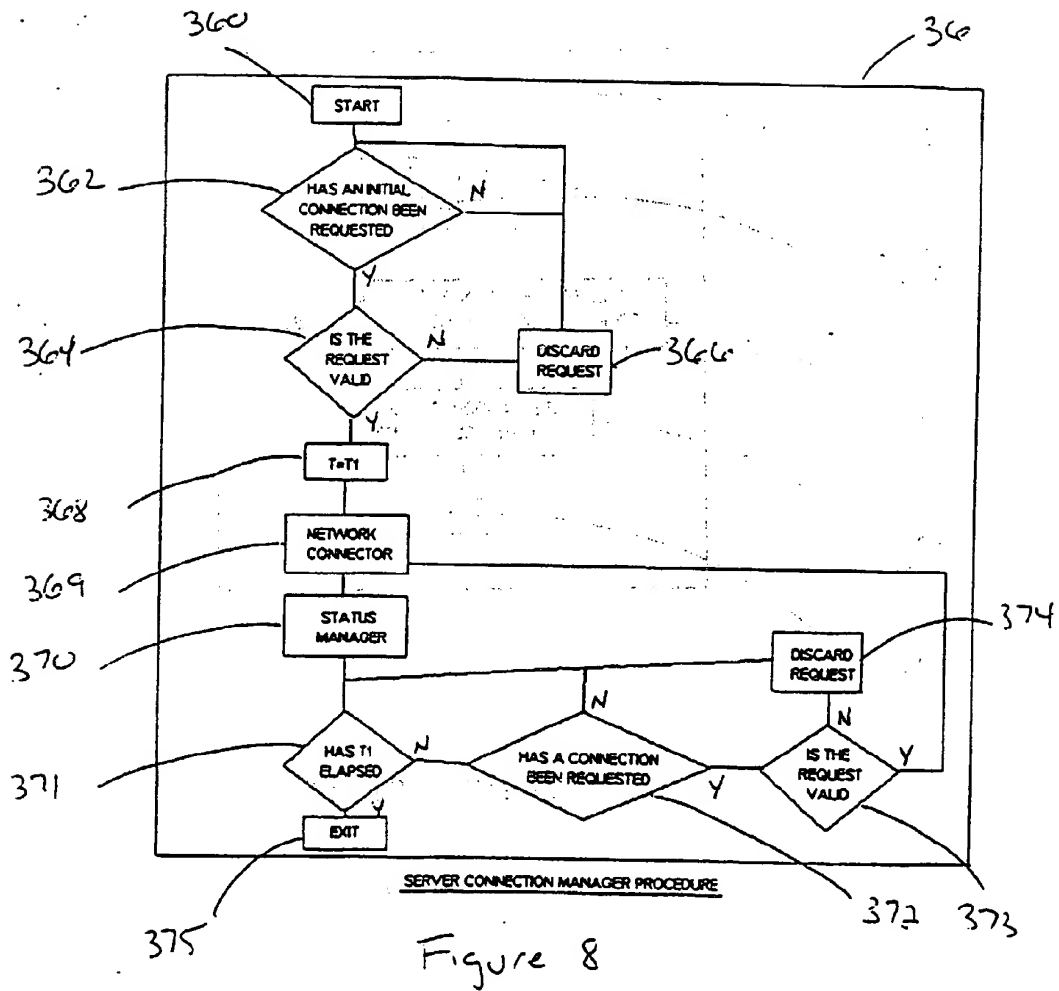 360
36
START
362
HAS AN INITIAL
CONNECTION BEEN
REQUESTED
N
Y
364
IS THE
REQUEST
VALID
N
DISCARD
REQUEST
366
Y
T=T1
368
NETWORK
CONNECTOR
369
STATUS
MANAGER
370
374
DISCARD
REQUEST
N
N
HAS T1
ELAPSED
N
HAS A CONNECTION
BEEN REQUESTED
Y
IS THE
REQUEST
VALID
Y
371
Y
EXIT
SERVER CONNECTION MANAGER PROCEDURE
372
373
375
Figure 8